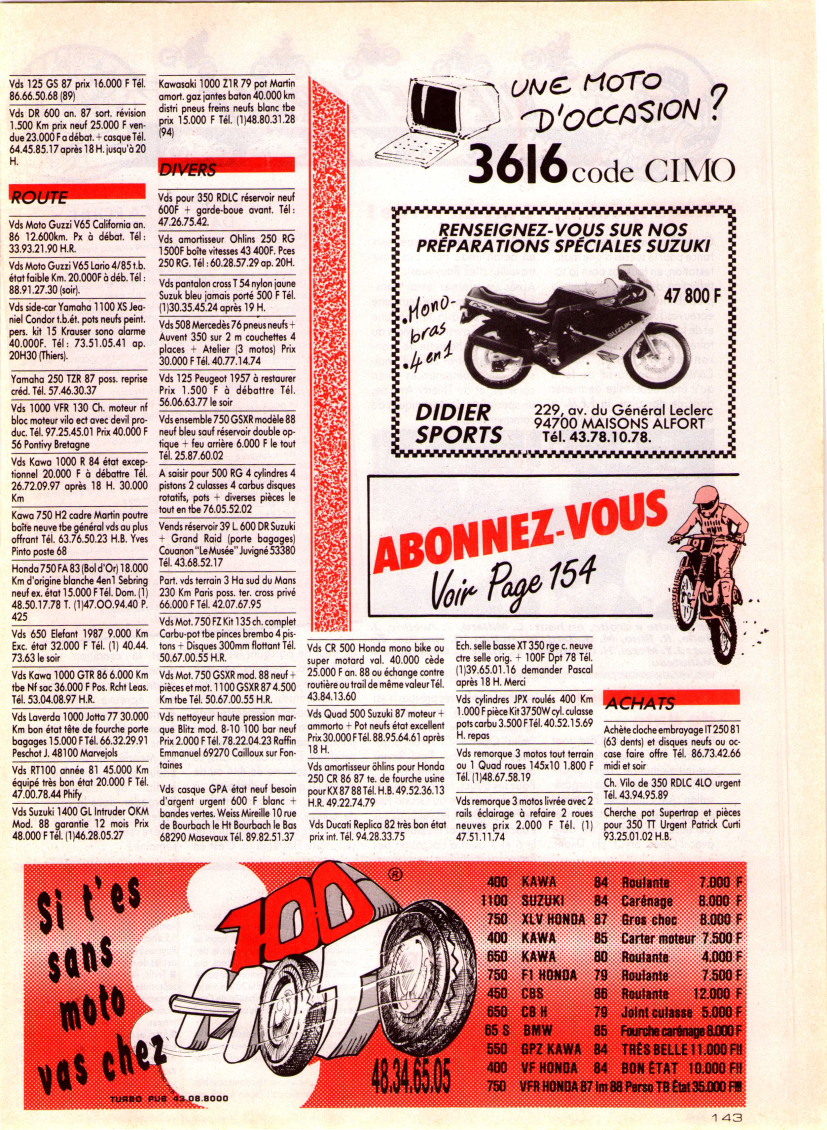 Vds 125 GS 87 prix 16.000 F Tél.
86.66.50.68 (89)
Vds DR 600 an. 87 sort. révision
1.500 Km prix neuf 25.000 F ven-
due 23.000 F a débat. + casque Tél.
64.45.85.17 après 18 H. jusqu'à 20
H.
ROUTE
Vds Moto Guzzi V65 California an.
86 12.600km. Px à débat. Tél :
33.93.21.90 H.R.
Vds Moto Guzzi V65 Lario 4/85 t.b.
état faible Km. 20.000F à déb. Tél :
88.91.27.30 (soir).
Vds side-car Yamaha 1100 XS Jea-
niel Condor t.b.ét. pots neufs peint.
pers. kit 15 Krauser sono alarme
40.000F. Tél : 73.51.05.41 ap.
20H30 (Thiers).
Yamaha 250 TZR 87 poss. reprise
créd. Tél. 57.46.30.37
Vds 1000 VFR 130 Ch. moteur nf
bloc moteur vilo ect avec devil pro-
duc. Tél. 97.25.45.01 Prix 40.000 F
56 Pontivy Bretagne
Vds Kawa 1000 R 84 état excep-
tionnel 20.000 F à débattre Tél.
26.72.09.97 après 18 H. 30.000
Km
Kawa 750 H2 cadre Martin poutre
boîte neuve tbe général vds au plus
offrant Tél. 63.76.50.23 H.B. Yves
Pinto poste 68
Honda 750 FA 83 (Bol d'Or) 18.000
Km d'origine blanche 4en1 Sebring
neuf ex. état 15.000 F Tél. Dom. (1)
48.50.17.78 T. (1)47.OO.94.40 P.
425
Vds 650 Elefant 1987 9.000 Km
Exc. état 32.000 F Tél. (1) 40.44.
73.63 le soir
Vds Kawa 1000 GTR 86 6.000 Km
tbe Nf sac 36.000 F Pos. Rcht Leas.
Tél. 53.04.08.97 H.R.
Vds Laverda 1000 Jotta 77 30.000
Km bon état tête de fourche porte
bagages 15.000 F Tél. 66.32.29.91
Peschot J. 48100 Marvejols
Vds RT100 année 81 45.000 Km
équipé très bon état 20.000 F Tél.
47.00.78.44 Phify
Vds Suzuki 1400 GL Intruder OKM
Mod. 88 garantie 12 mois Prix
48.000 F Tél. (1)46.28.05.27
Kawasaki 1000 Z1R 79 pot Martin
amort. gaz jantes baton 40.000 km
distri pneus freins neufs blanc tbe
prix 15.000 F Tél. (1)48.80.31.28
(94)
DIVERS
Vds pour 350 RDLC réservoir neuf
600F + garde-boue avant. Tél :
47.26.75.42.
Vds amortisseur Ohlins 250 RG
1500F boîte vitesses 43 400F. Pces
250 RG. Tél : 60.28.57.29 ap. 20H.
Vds pantalon cross T 54 nylon jaune
Suzuk bleu jamais porté 500 F Tél.
(1)30.35.45.24 après 19 H.
Vds 508 Mercedès 76 pneus neufs +
Auvent 350 sur 2 m couchettes 4
places + Atelier (3 motos) Prix
30.000 F Tél. 40.77.14.74
Vds 125 Peugeot 1957 à restaurer
Prix 1.500 F à débattre Tél.
56.06.63.77 le soir
Vds ensemble 750 GSXR modèle 88
neuf bleu sauf réservoir double op-
tique + feu arrière 6.000 F le tout
Tél. 25.87.60.02
A saisir pour 500 RG 4 cylindres 4
pistons 2 culasses 4 carbus disques
rotatifs, pots + diverses pièces le
tout en tbe 76.05.52.02
Vends réservoir 39 L. 600 DR Suzuki
+ Grand Raid (porte bagages)
Couanon "Le Musée" Juvigné 53380
Tél. 43.68.52.17
Part. vds terrain 3 Ha sud du Mans
230 Km Paris poss. ter. cross privé
66.000 F Tél. 42.07.67.95
Vds Mot. 750 FZ Kit 135 ch. complet
Carbu-pot tbe pinces brembo 4 pis-
tons + Disques 300mm flottant Tél.
50.67.00.55 H.R.
Vds Mot. 750 GSXR mod. 88 neuf +
pièces et mot. 1100 GSXR 87 4.500
Km tbe Tél. 50.67.00.55 H.R.
Vds nettoyeur haute pression mar-
que Blitz mod. 8-10 100 bar neuf
Prix 2.000 F Tél. 78.22.04.23 Raffin
Emmanuel 69270 Cailloux sur Fon-
taines
Vds casque GPA état neuf besoin
d'argent urgent 600 F blanc +
bandes vertes. Weiss Mireille 10 rue
de Bourbach le Ht Bourbach le Bas
68290 Masevaux Tél. 89.82.51.37
UNE MOTO
D'OCCASION ?
3616 code CIMO
RENSEIGNEZ-VOUS SUR NOS
PRÉPARATIONS SPÉCIALES SUZUKI
47 800 F
• Mono-
bras
• 4 en 1
SUZUKI
DIDIER
SPORTS
229, av. du Général Leclerc
94700 MAISONS ALFORT
Tél. 43.78.10.78.
ABONNEZ-VOUS
Voir Page 154
Vds CR 500 Honda mono bike ou
super motard val. 40.000 cède
25.000 F an. 88 ou échange contre
routière ou trail de même valeur Tél.
43.84.13.60
Vds Quad 500 Suzuki 87 moteur +
ammorto + Pot neufs état excellent
Prix 30.000 F Tél. 88.95.64.61 après
18 H.
Vds amortisseur öhlins pour Honda
250 CR 86 87 te. de fourche usine
pour KX 87 88 Tél. H.B. 49.52.36.13
H.R. 49.22.74.79
Vds Ducati Replica 82 très bon état
prix int. Tél. 94.28.33.75
Ech. selle basse XT 350 rge c. neuve
ctre selle orig. + 100F Dpt 78 Tél.
(1)39.65.01.16 demander Pascal
après 18 H. Merci
Vds cylindres JPX roulés 400 Km
1.000 F pièce Kit 3750W cyl. culasse
pots carbu 3.500 F Tél. 40.52.15.69
H. repas
Vds remorque 3 motos tout terrain
ou 1 Quad roues 145x10 1.800 F
Tél. (1)48.67.58.19
Vds remorque 3 motos livrée avec 2
rails éclairage à refaire 2 roues
neuves prix 2.000 F Tél. (1)
47.51.11.74
ACHATS
Achète cloche embrayage IT 250 81
(63 dents) et disques neufs ou oc-
case faire offre Tél. 86.73.42.66
midi et soir
Ch. Vilo de 350 RDLC 4LO urgent
Tél. 43.94.95.89
Cherche pot Supertrap et pièces
pour 350 TT Urgent Patrick Curti
93.25.01.02 H.B.
Si t'es
sans
moto
vas chez
100 ®
MOTO
48.34.65.05
TURBO PUB 43.08.8000
400 KAWA 84 Roulante 7.000 F
1100 SUZUKI 84 Carénage 8.000 F
750 XLV HONDA 87 Gros choc 8.000 F
400 KAWA 85 Carter moteur 7.500 F
650 KAWA 80 Roulante 4.000 F
750 F1 HONDA 79 Roulante 7.500 F
450 CBS 86 Roulante 12.000 F
650 CB H 79 Joint culasse 5.000 F
65 S BMW 85 Fourche carénage 8.000 F
550 GPZ KAWA 84 TRÈS BELLE 11.000 F!!
400 VF HONDA 84 BON ÉTAT 10.000 F!!
750 VFR HONDA 87 Im 88 Perso TB État 35.000 F!!!
143